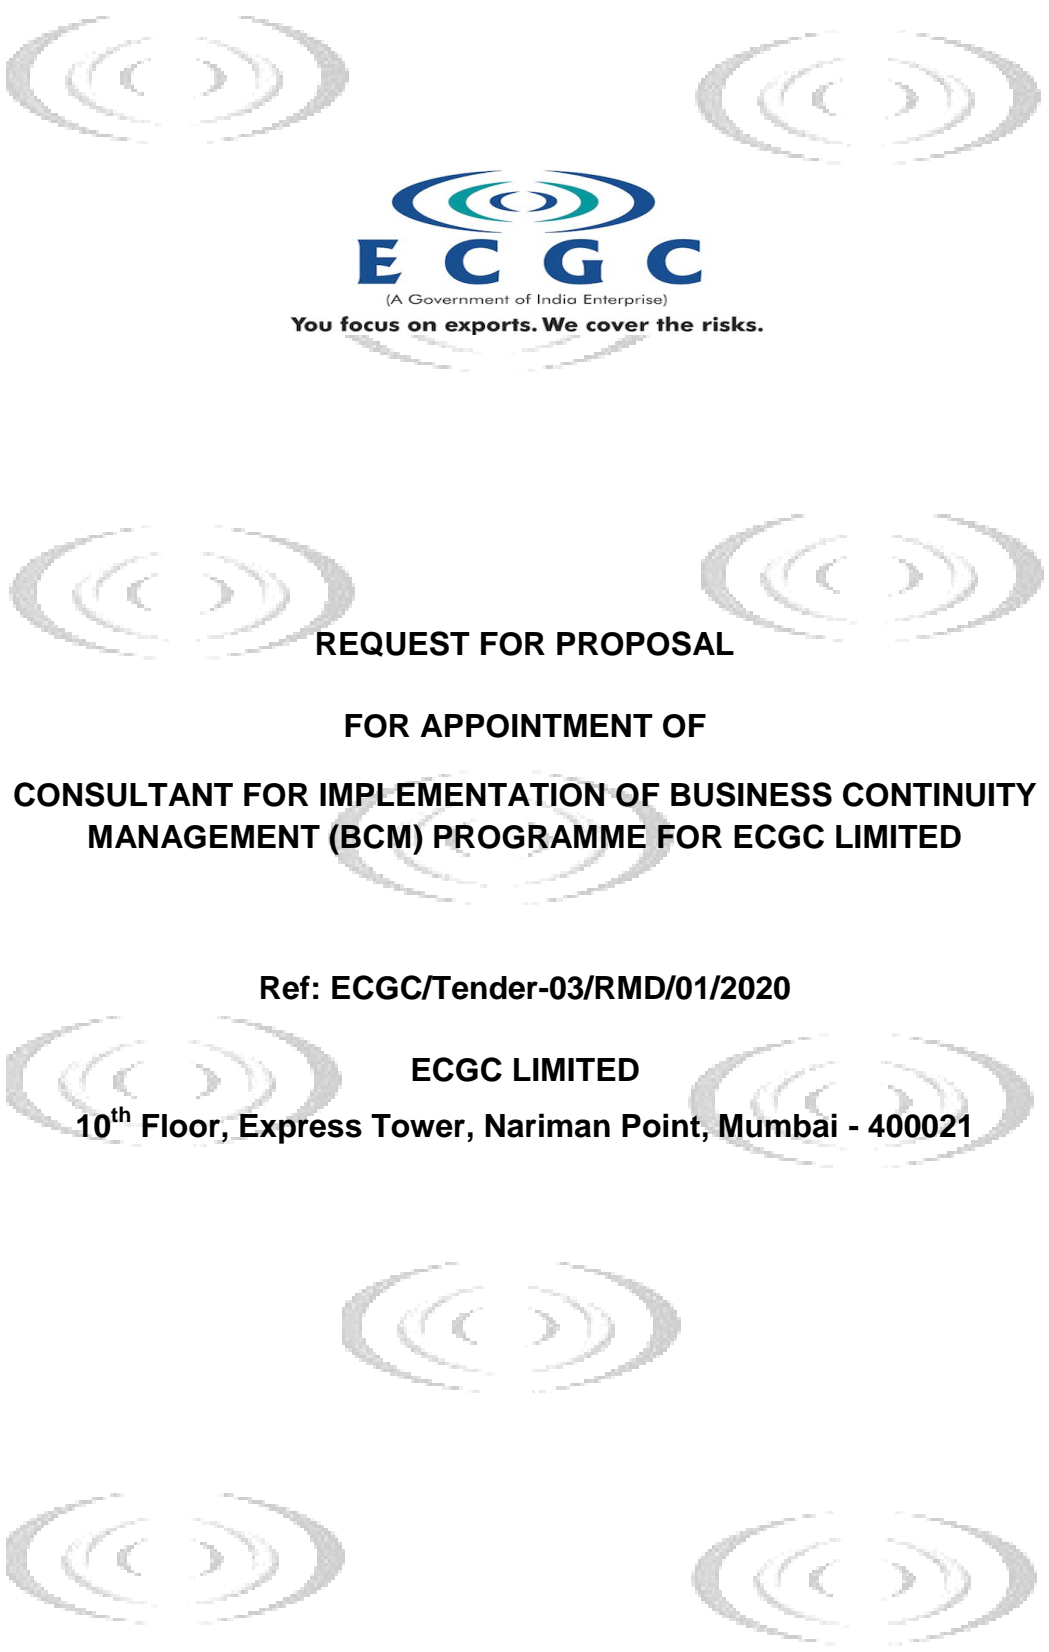 E C G C
(A Government of India Enterprise)
You focus on exports. We cover the risks.
REQUEST FOR PROPOSAL
FOR APPOINTMENT OF
CONSULTANT FOR IMPLEMENTATION OF BUSINESS CONTINUITY
MANAGEMENT (BCM) PROGRAMME FOR ECGC LIMITED
Ref: ECGC/Tender-03/RMD/01/2020
ECGC LIMITED
10th Floor, Express Tower, Nariman Point, Mumbai - 400021